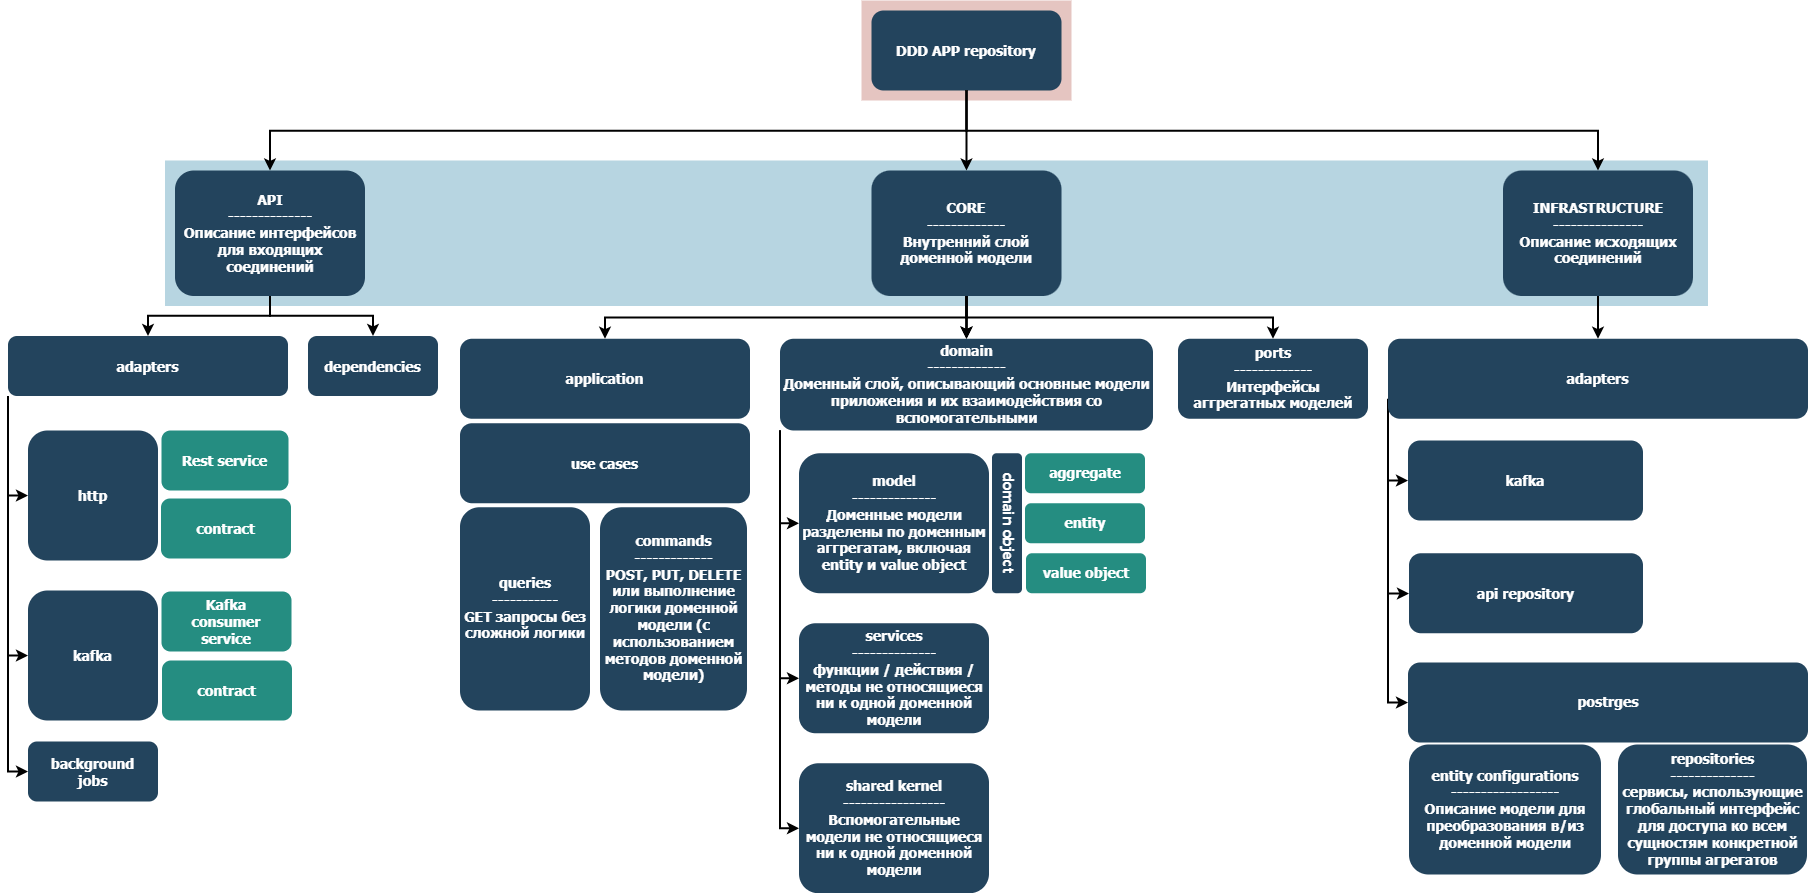 DDD APP repository
API
--------------
Описание интерфейсов
для входящих
соединений
CORE
-------------
Внутренний слой
доменной модели
INFRASTRUCTURE
---------------
Описание исходящих
соединений
adapters
dependencies
http
Rest service
contract
kafka
Kafka
consumer
service
contract
background
jobs
application
use cases
queries
-----------
GET запросы без
сложной логики
commands
-------------
POST, PUT, DELETE
или выполнение
логики доменной
модели (с
использованием
методов доменной
модели)
domain
-------------
Доменный слой, описывающий основные модели
приложения и их взаимодействия со
вспомогательными
model
--------------
Доменные модели
разделены по доменным
аггрегатам, включая
entity и value object
domain object
aggregate
entity
value object
services
--------------
функции / действия /
методы не относящиеся
ни к одной доменной
модели
shared kernel
-----------------
Вспомогательные
модели не относящиеся
ни к одной доменной
модели
ports
-------------
Интерфейсы
аггрегатных моделей
adapters
kafka
api repository
postrges
entity configurations
------------------
Описание модели для
преобразования в/из
доменной модели
repositories
--------------
сервисы, использующие
глобальный интерфейс
для доступа ко всем
сущностям конкретной
группы агрегатов